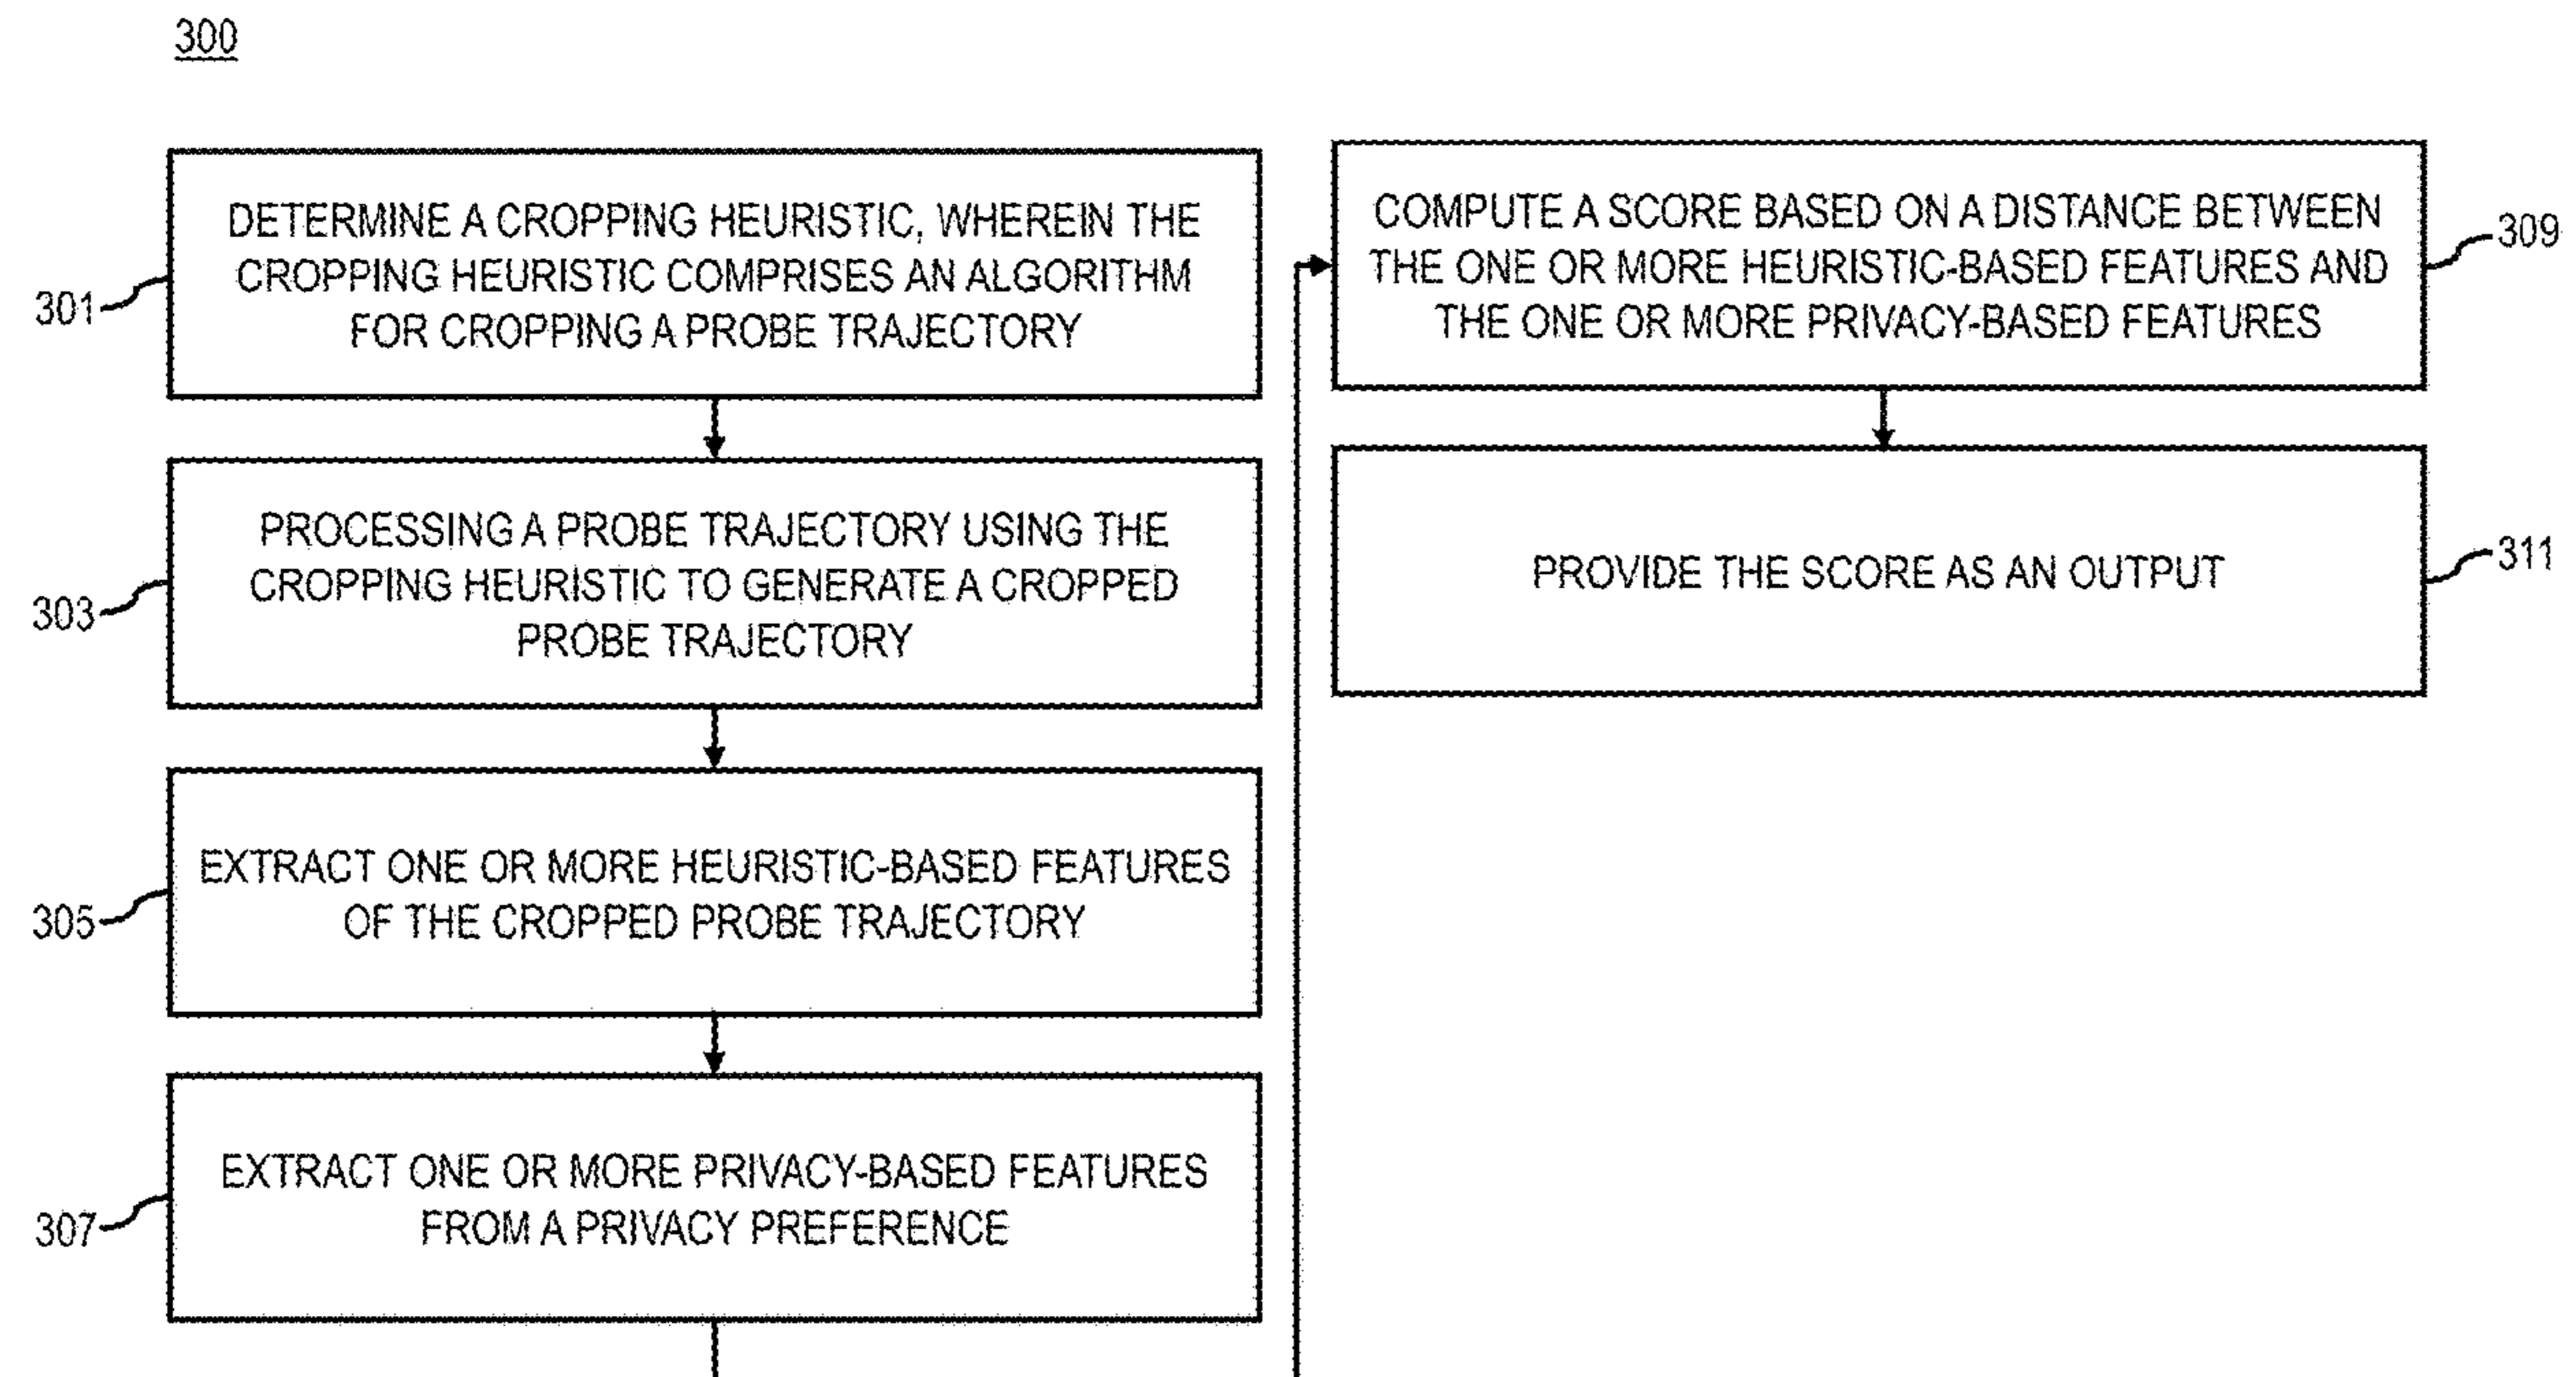 300
DETERMINE A CROPPING HEURISTIC, WHEREIN THE
CROPPING HEURISTIC COMPRISES AN ALGORITHM
FOR CROPPING A PROBE TRAJECTORY
301
PROCESSING A PROBE TRAJECTORY USING THE
CROPPING HEURISTIC TO GENERATE A CROPPED
PROBE TRAJECTORY
303
EXTRACT ONE OR MORE HEURISTIC-BASED FEATURES
OF THE CROPPED PROBE TRAJECTORY
305
EXTRACT ONE OR MORE PRIVACY-BASED FEATURES
FROM A PRIVACY PREFERENCE
307
COMPUTE A SCORE BASED ON A DISTANCE BETWEEN
THE ONE OR MORE HEURISTIC-BASED FEATURES AND
THE ONE OR MORE PRIVACY-BASED FEATURES
309
PROVIDE THE SCORE AS AN OUTPUT
311